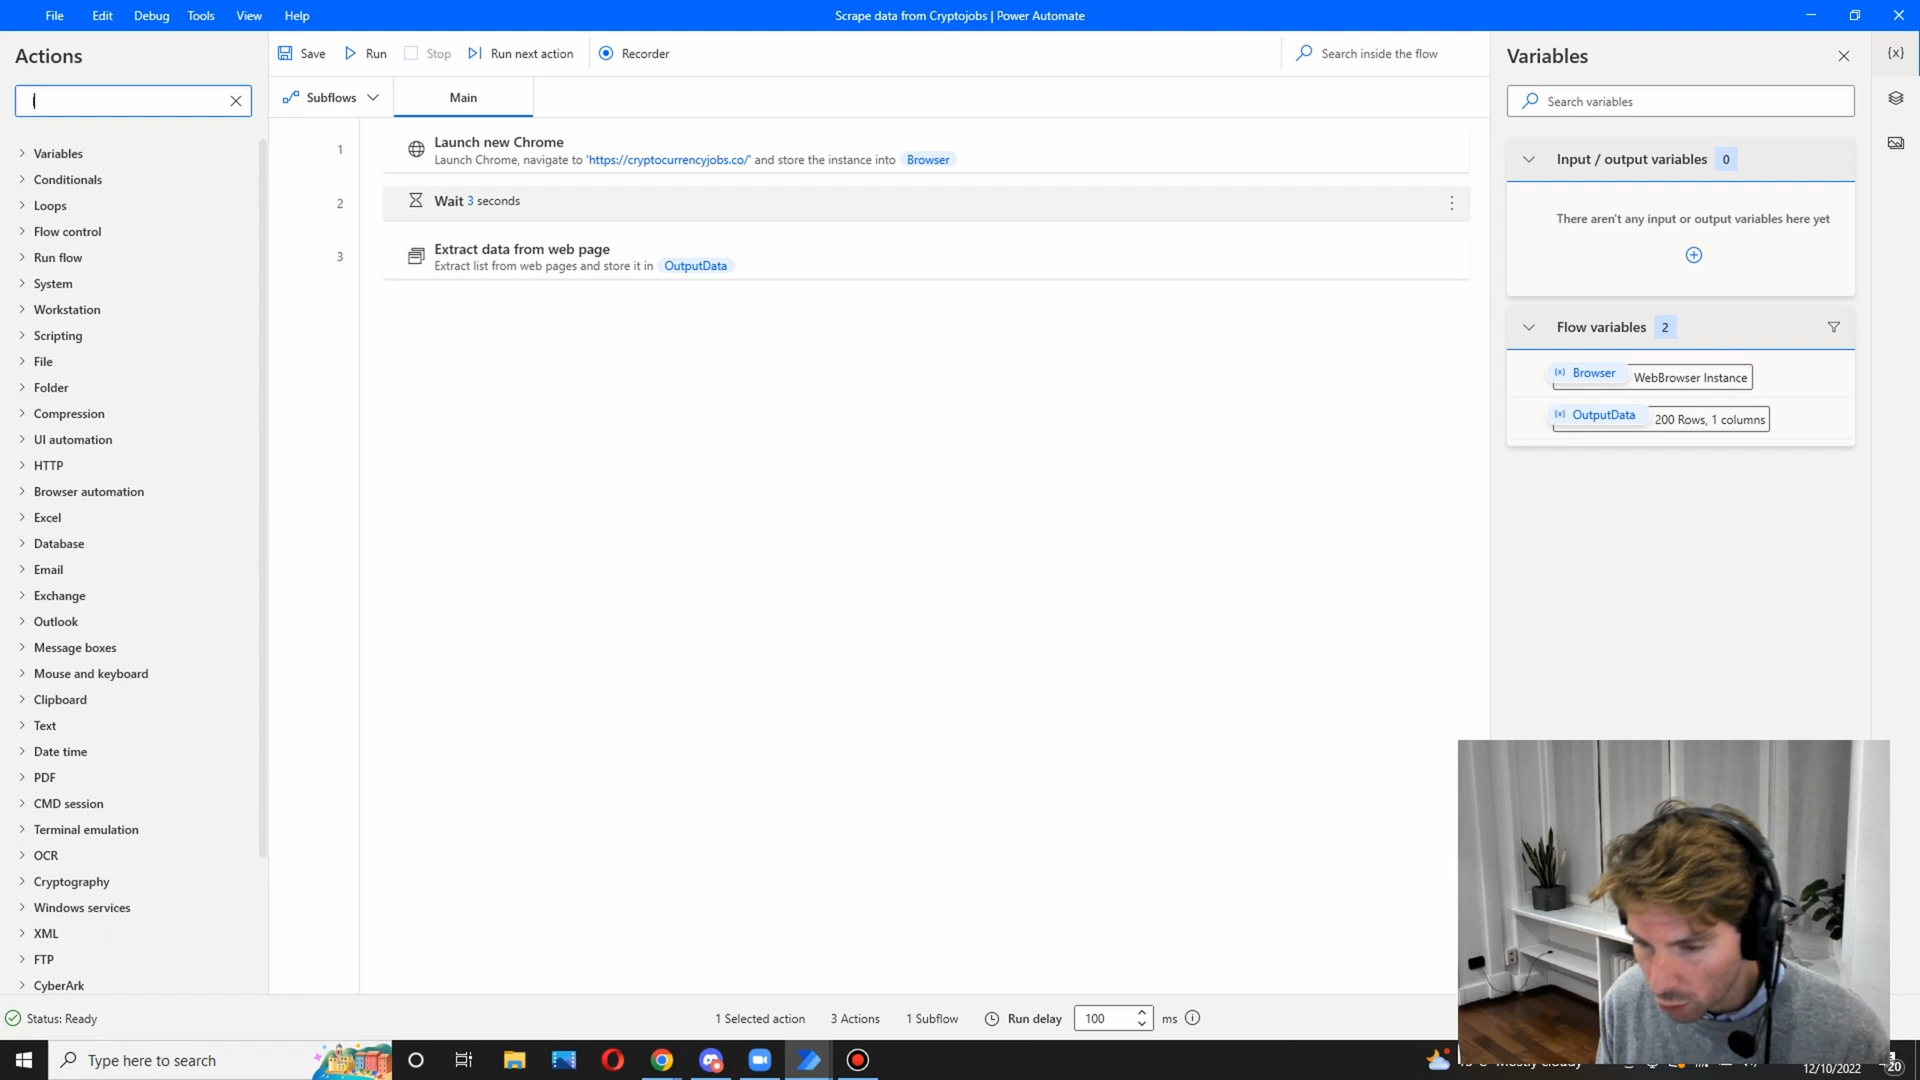 File Edit Debug Tools View Help
Scrape data from Cryptojobs | Power Automate
Actions
Save Run Stop Run next action Recorder
Search inside the flow
Subflows Main
Variables
Conditionals
Loops
Flow control
Run flow
System
Workstation
Scripting
File
Folder
Compression
UI automation
HTTP
Browser automation
Excel
Database
Email
Exchange
Outlook
Message boxes
Mouse and keyboard
Clipboard
Text
Date time
PDF
CMD session
Terminal emulation
OCR
Cryptography
Windows services
XML
FTP
CyberArk
1
Launch new Chrome
Launch Chrome, navigate to 'https://cryptocurrencyjobs.co/' and store the instance into Browser
2
Wait 3 seconds
3
Extract data from web page
Extract list from web pages and store it in OutputData
Variables
{x}
Search variables
Input / output variables 0
There aren't any input or output variables here yet
Flow variables 2
(x) Browser WebBrowser Instance
(x) OutputData 200 Rows, 1 columns
Status: Ready
1 Selected action 3 Actions 1 Subflow Run delay 100 ms
Type here to search
12/10/2022
20